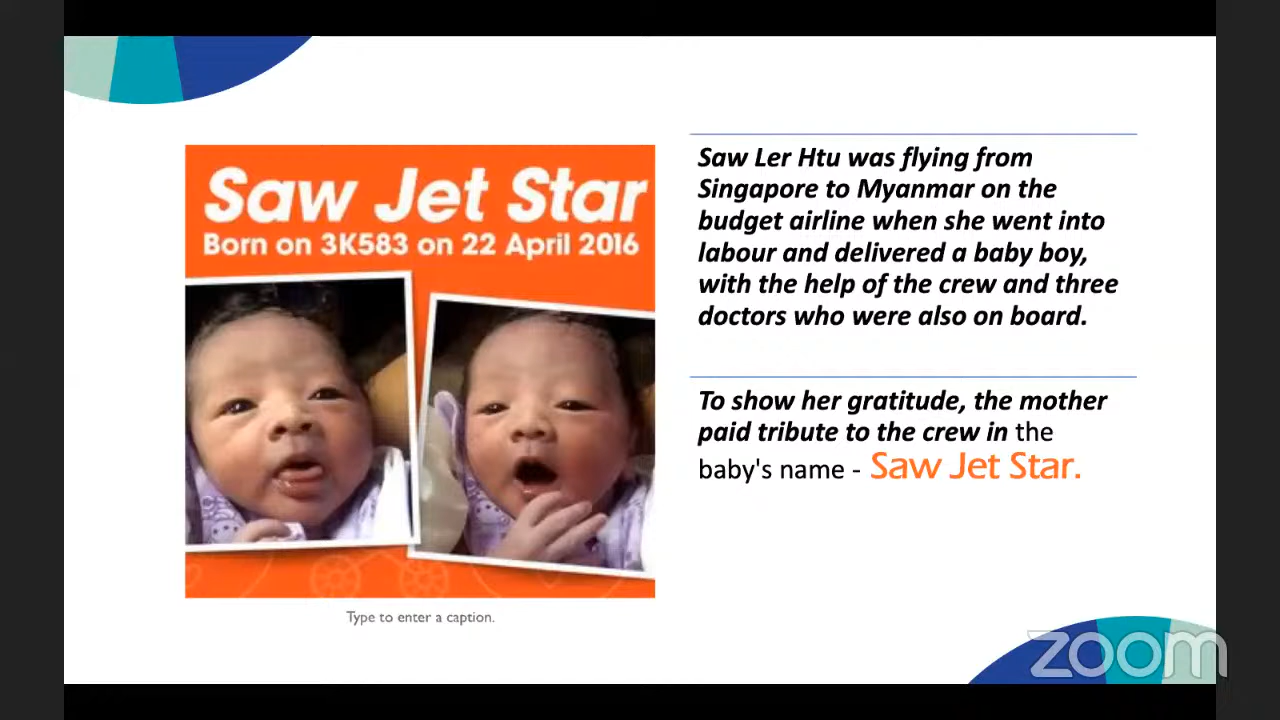 Saw Jet Star
Born on 3K583 on 22 April 2016
Type to enter a caption.
Saw Ler Htu was flying from
Singapore to Myanmar on the
budget airline when she went into
labour and delivered a baby boy,
with the help of the crew and three
doctors who were also on board.
To show her gratitude, the mother
paid tribute to the crew in the
baby's name - Saw Jet Star.
zoom